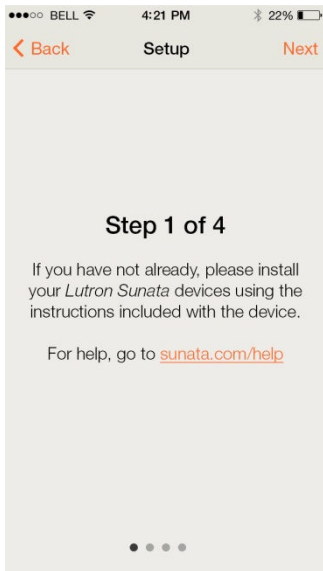 BELL 4:21 PM 22%
Back Setup Next
Step 1 of 4
If you have not already, please install
your Lutron Sunata devices using the
instructions included with the device.
For help, go to sunata.com/help